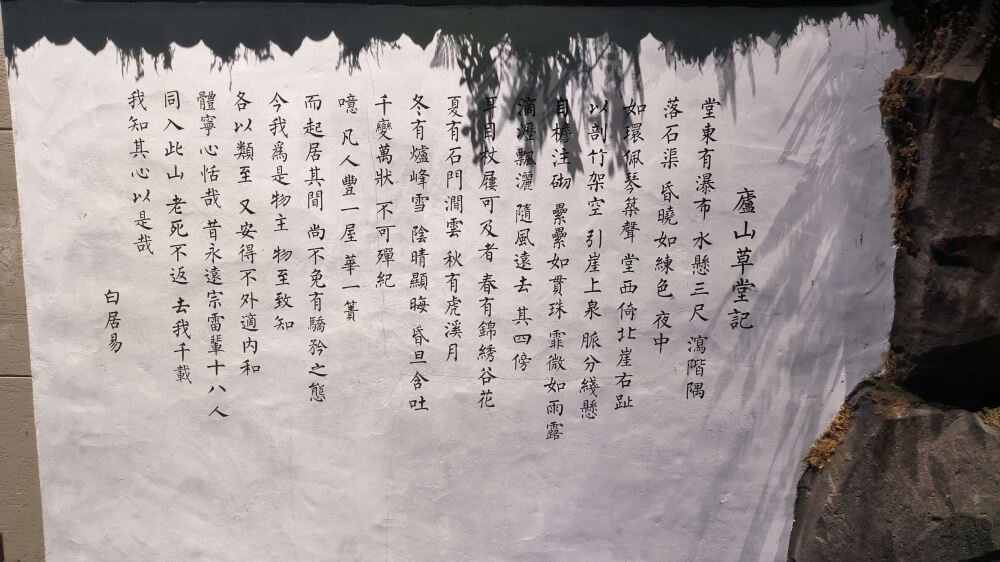 廬山草堂記
堂東有瀑布 水懸三尺 瀉階隅
落石渠 昏曉如練色 夜中
如環佩琴築聲 堂西倚北崖右趾
以剖竹架空 引崖上泉 脈分綫懸
自檐注砌 纍纍如貫珠 霏微如雨露
滴瀝飄灑 隨風遠去 其四傍
耳目杖屨可及者 春有錦綉谷花
夏有石門澗雲 秋有虎溪月
冬有爐峰雪 陰晴顯晦 昏旦含吐
千變萬狀 不可殫紀
噫 凡人豐一屋 華一簀
而起居其間 尚不免有驕矜之態
今我為是物主 物至致知
各以類至 又安得不外適內和
體寧心恬哉 昔永遠宗雷輩十八人
同入此山 老死不返 去我千載
我知其心以是哉
白居易